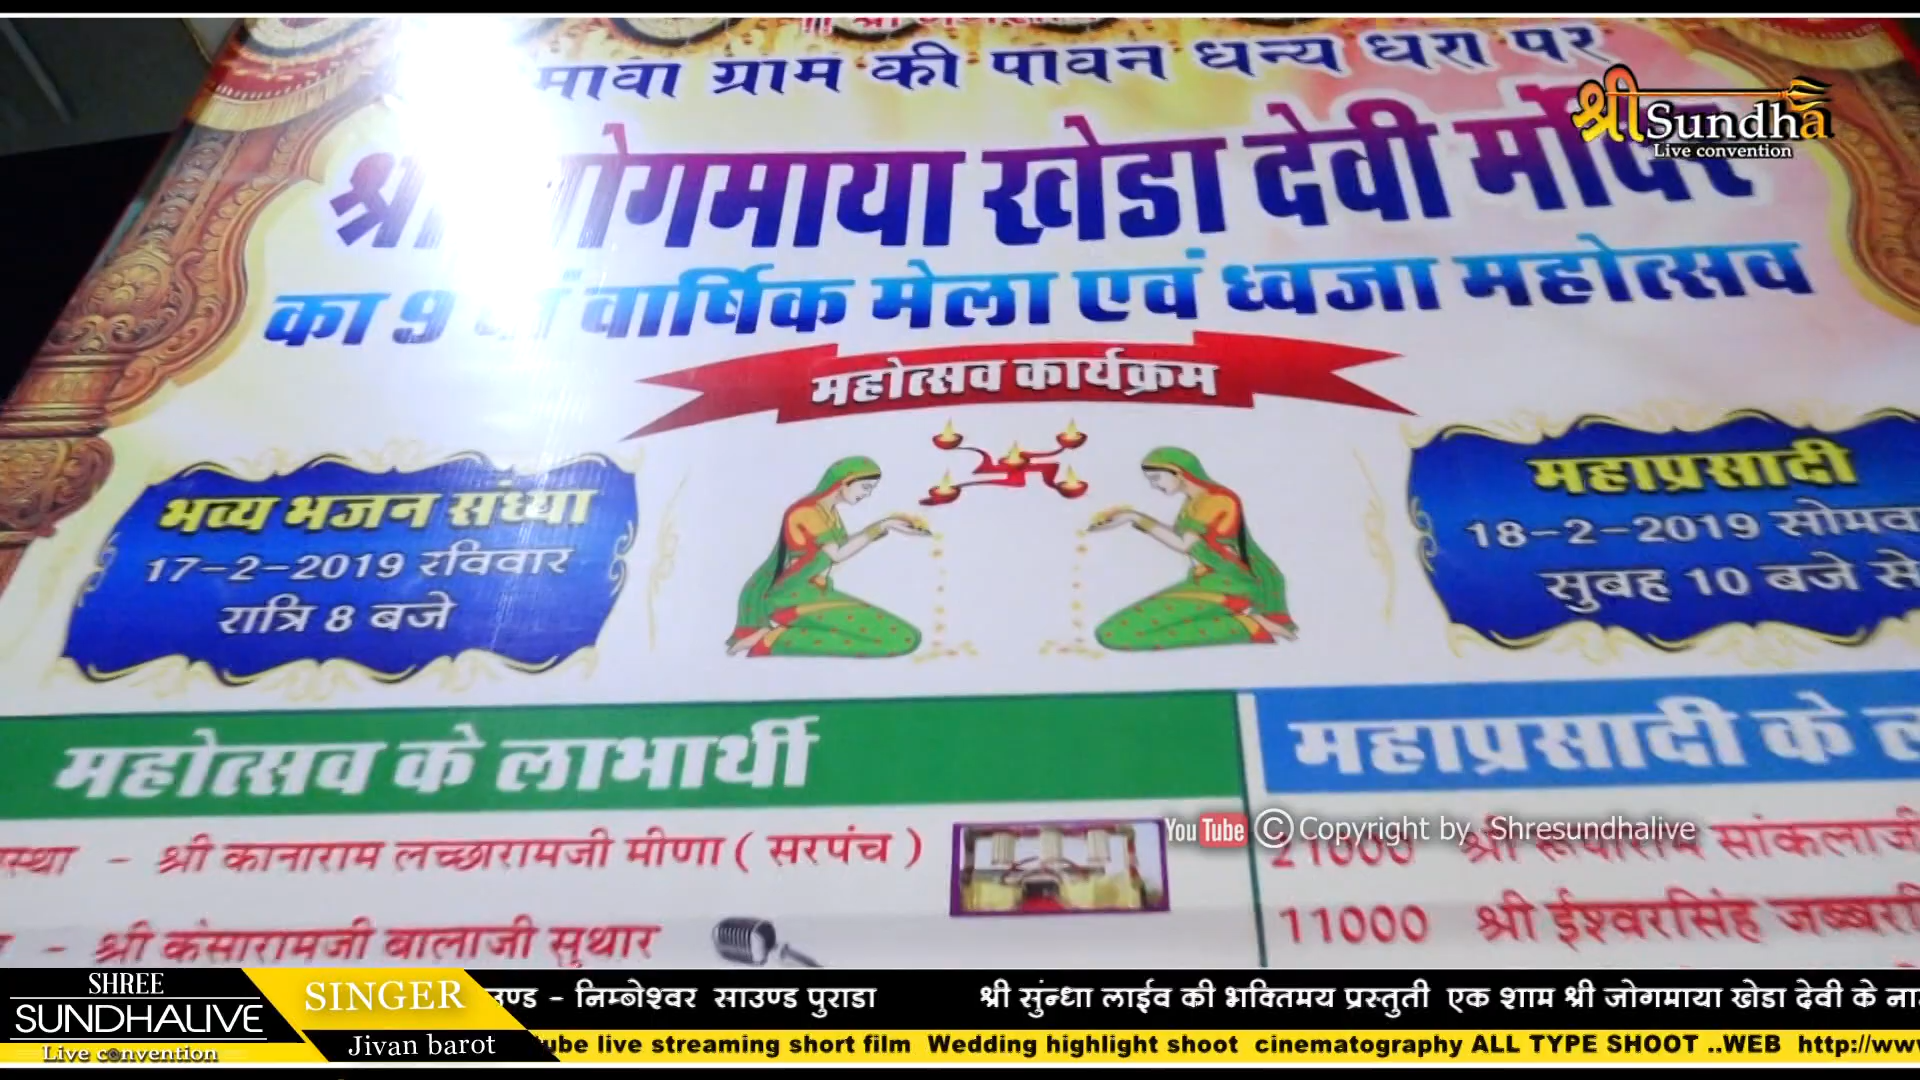 मावा ग्राम की पावन धन्य धरा पर
श्री जोगमाया खेडा देवी मंदिर
का 9 वां वार्षिक मेला एवं ध्वजा महोत्सव
महोत्सव कार्यक्रम
भव्य भजन संध्या
17-2-2019 रविवार
रात्रि 8 बजे
महाप्रसादी
18-2-2019
सुबह 10 बजे से
महोत्सव के लाभार्थी
महाप्रसादी के
- श्री कानाराम लच्छारामजी मीणा ( सरपंच )
- श्री कंसारामजी बालाजी सुथार
21000 श्री रूपाराम सांकलाजी
11000 श्री ईश्वरसिंह
श्री Sundha
Live convention
You Tube © Copyright by Shresundhalive
SHREE
SUNDHALIVE
Live convention
SINGER
Jivan barot
- निम्बेश्वर साउण्ड पुराडा श्री सुंन्धा लाईव की भक्तिमय प्रस्तुती एक शाम श्री जोगमाया खेडा देवी के
live streaming short film Wedding highlight shoot cinematography ALL TYPE SHOOT ..WEB